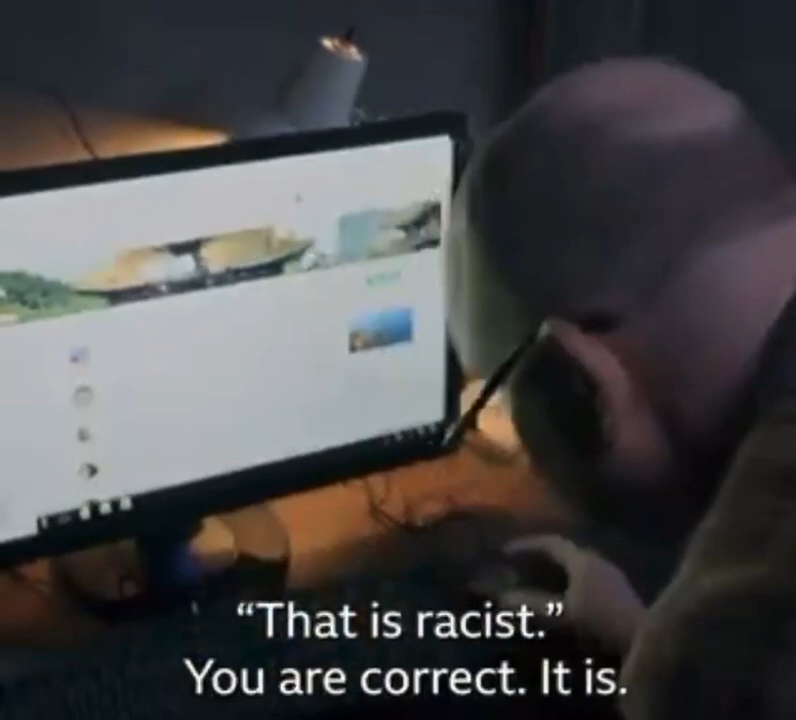 “That is racist.”
You are correct. It is.